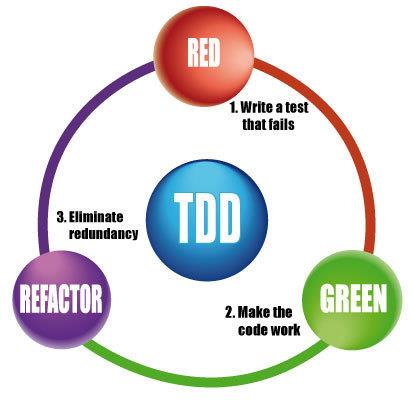 RED
1. Write a test
that fails
TDD
3. Eliminate
redundancy
REFACTOR
GREEN
2. Make the
code work